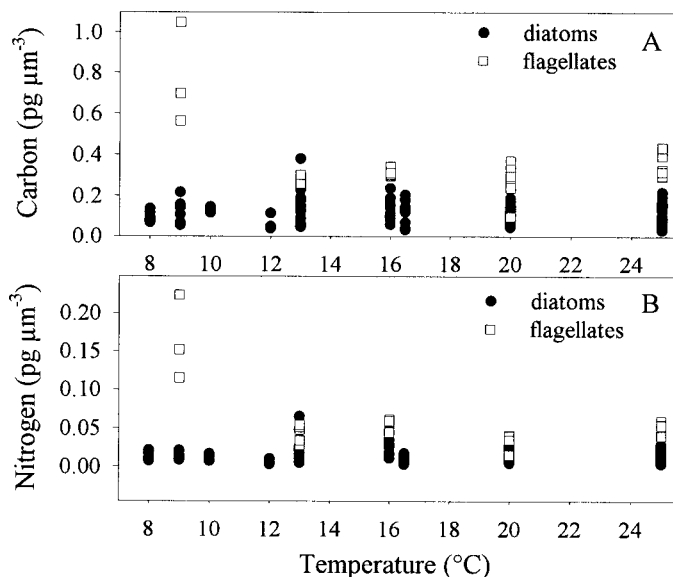 A
diatoms
flagellates
Carbon (pg μm⁻³)
1.0
0.8
0.6
0.4
0.2
0.0
8 10 12 14 16 18 20 22 24
B
diatoms
flagellates
Nitrogen (pg μm⁻³)
0.20
0.15
0.10
0.05
0.00
8 10 12 14 16 18 20 22 24
Temperature (°C)